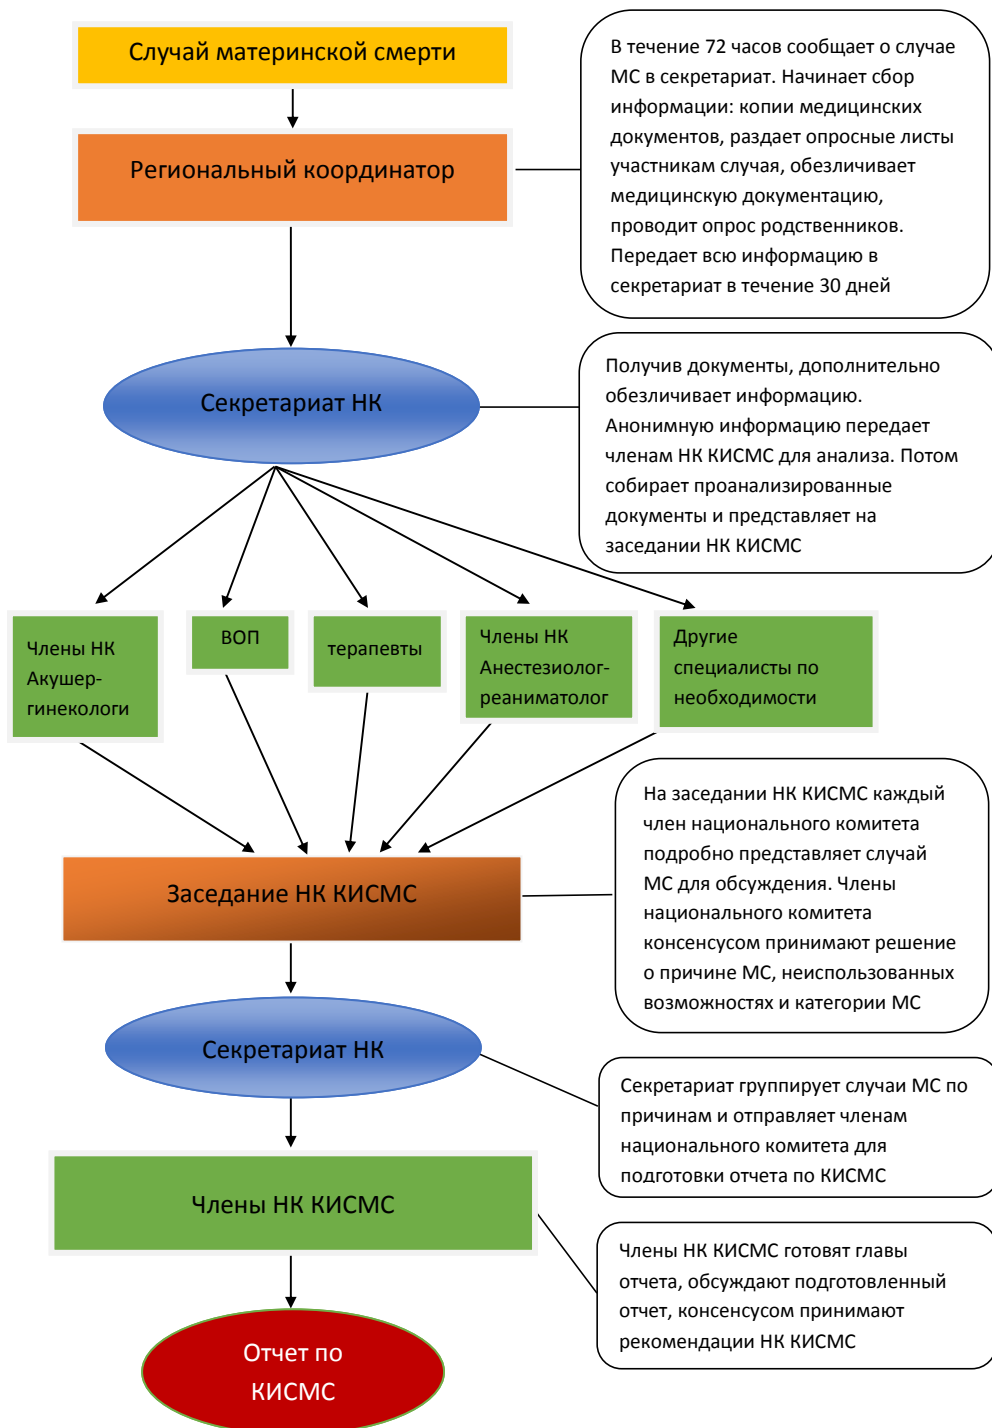 Случай материнской смерти
В течение 72 часов сообщает о случае
МС в секретариат. Начинает сбор
информации: копии медицинских
документов, раздает опросные листы
участникам случая, обезличивает
медицинскую документацию,
проводит опрос родственников.
Передает всю информацию в
секретариат в течение 30 дней
Региональный координатор
Секретариат НК
Получив документы, дополнительно
обезличивает информацию.
Анонимную информацию передает
членам НК КИСМС для анализа. Потом
собирает проанализированные
документы и представляет на
заседании НК КИСМС
Члены НК
Акушер-
гинекологи
ВОП
терапевты
Члены НК
Анестезиолог-
реаниматолог
Другие
специалисты по
необходимости
На заседании НК КИСМС каждый
член национального комитета
подробно представляет случай
МС для обсуждения. Члены
национального комитета
консенсусом принимают решение
о причине МС, неиспользованных
возможностях и категории МС
Заседание НК КИСМС
Секретариат НК
Секретариат группирует случаи МС по
причинам и отправляет членам
национального комитета для
подготовки отчета по КИСМС
Члены НК КИСМС
Члены НК КИСМС готовят главы
отчета, обсуждают подготовленный
отчет, консенсусом принимают
рекомендации НК КИСМС
Отчет по
КИСМС